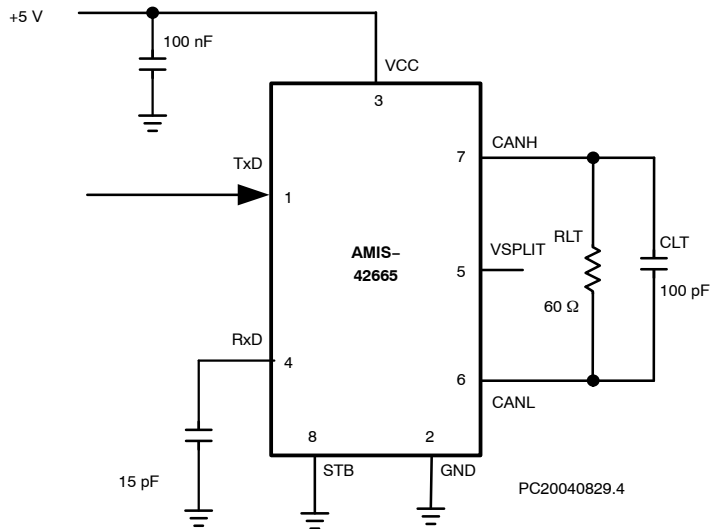 +5 V
100 nF
VCC
3
TxD
1
7
CANH
AMIS−
42665
VSPLIT
5
RLT
60 Ω
CLT
100 pF
RxD
4
6
CANL
15 pF
8
STB
2
GND
PC20040829.4